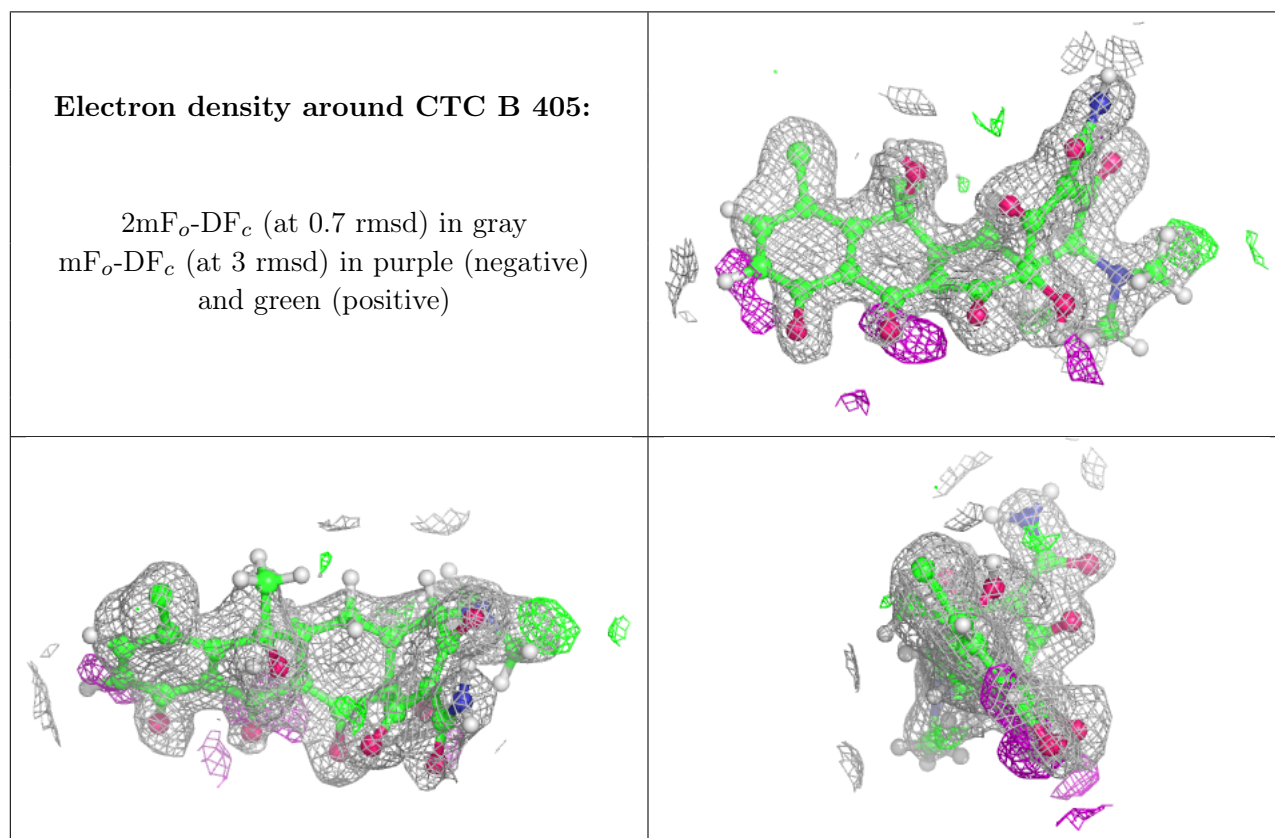 Electron density around CTC B 405:
2mFₒ-DF𝒸 (at 0.7 rmsd) in gray
mFₒ-DF𝒸 (at 3 rmsd) in purple (negative)
and green (positive)